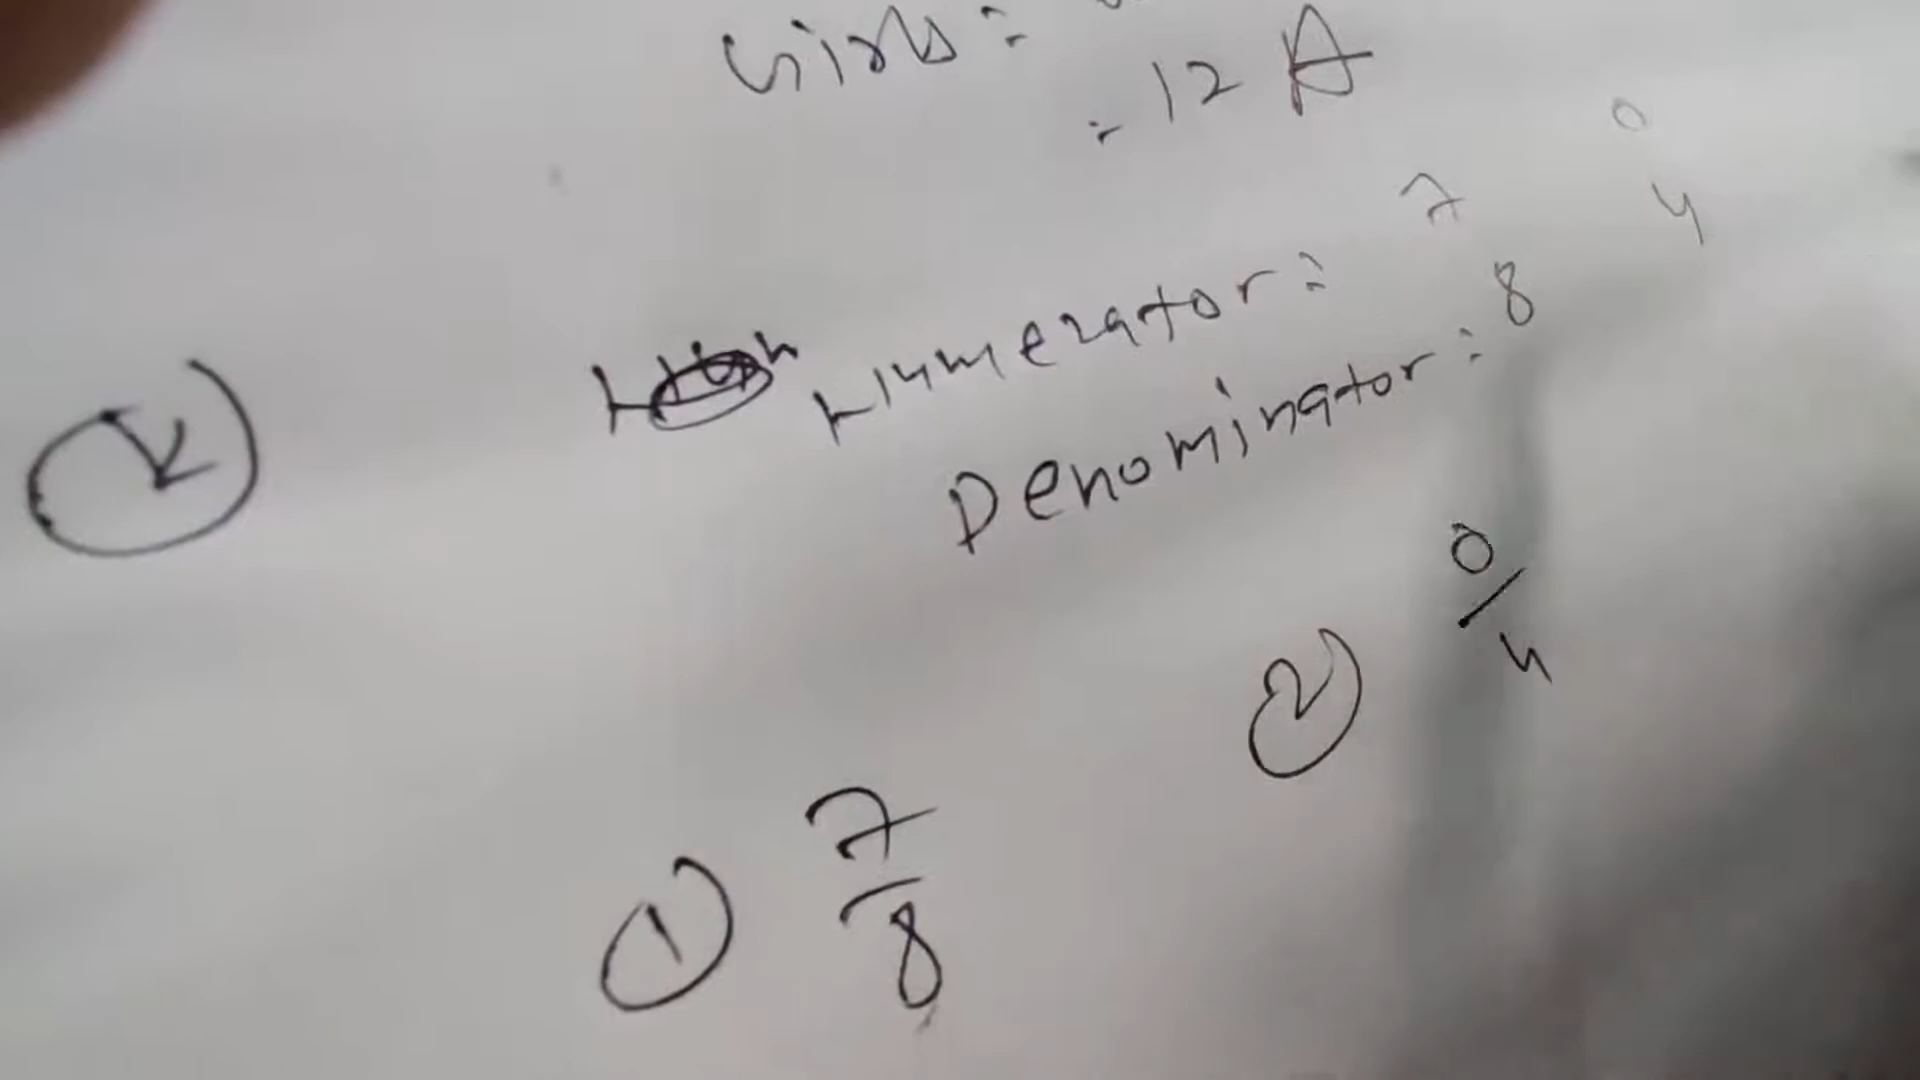 Girls =
= 12 A
Numerator = 7 0
Denominator = 8 4
① 7/8
② 0/4